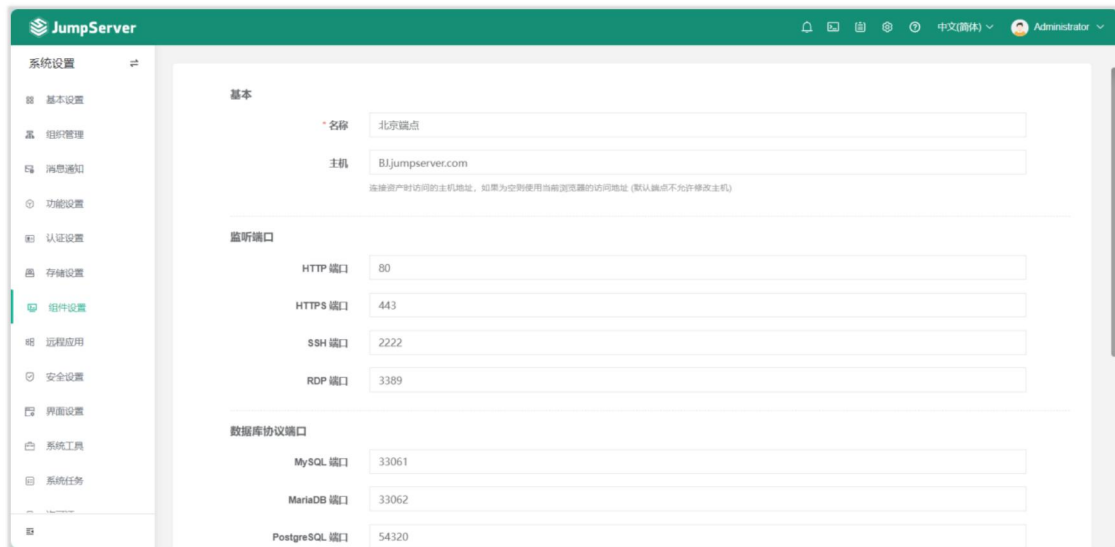 JumpServer
中文(简体)
Administrator
系统设置
基本设置
组织管理
消息通知
功能设置
认证设置
存储设置
组件设置
远程应用
安全设置
界面设置
系统工具
系统任务
基本
* 名称
北京端点
主机
BJ.jumpserver.com
连接资产时访问的主机地址，如果为空则使用当前浏览器的访问地址 (默认端点不允许修改主机)
监听端口
HTTP 端口
80
HTTPS 端口
443
SSH 端口
2222
RDP 端口
3389
数据库协议端口
MySQL 端口
33061
MariaDB 端口
33062
PostgreSQL 端口
54320